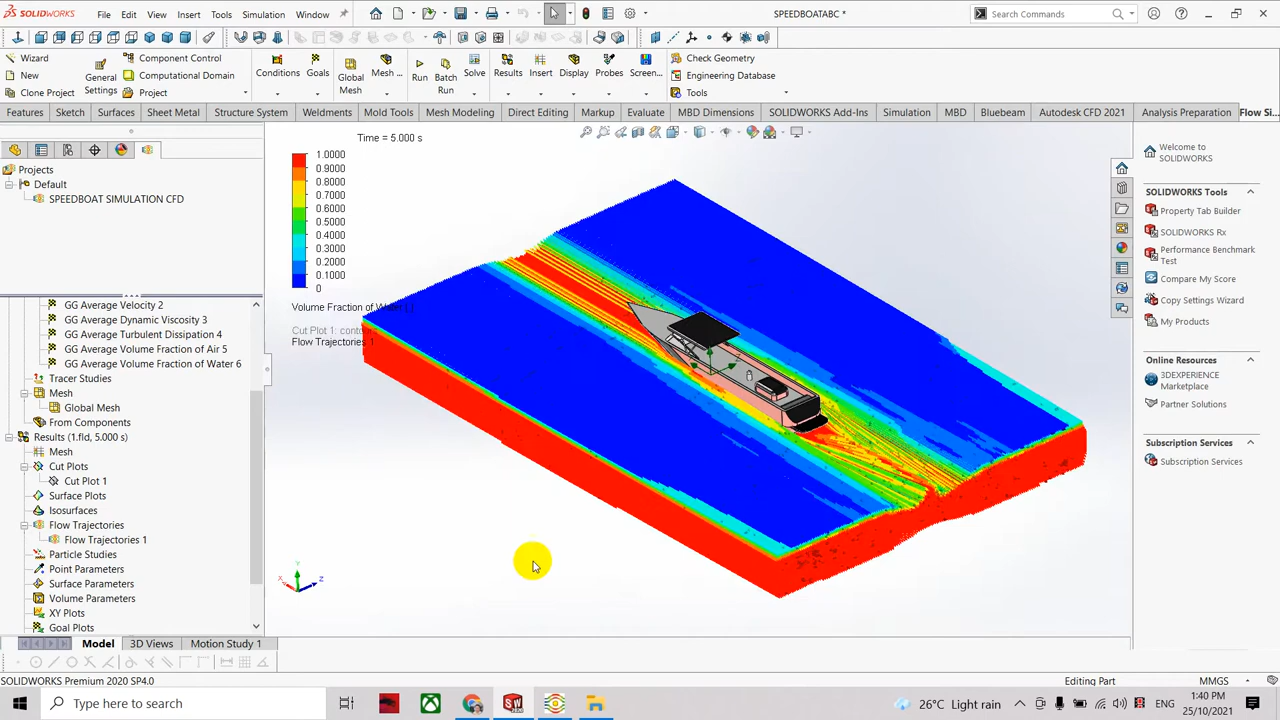 SOLIDWORKS File Edit View Insert Tools Simulation Window SPEEDBOATABC * Search Commands
Wizard
New
Clone Project
General Settings
Component Control
Computational Domain
Project
Conditions
Goals
Global Mesh
Mesh ...
Run
Batch Run
Solve
Results
Insert
Display
Probes
Screen...
Check Geometry
Engineering Database
Tools
Features Sketch Surfaces Sheet Metal Structure System Weldments Mold Tools Mesh Modeling Direct Editing Markup Evaluate MBD Dimensions SOLIDWORKS Add-Ins Simulation MBD Bluebeam Autodesk CFD 2021 Analysis Preparation Flow Si...
Projects
Default
SPEEDBOAT SIMULATION CFD
GG Average Velocity 2
GG Average Dynamic Viscosity 3
GG Average Turbulent Dissipation 4
GG Average Volume Fraction of Air 5
GG Average Volume Fraction of Water 6
Tracer Studies
Mesh
Global Mesh
From Components
Results (1.fld, 5.000 s)
Mesh
Cut Plots
Cut Plot 1
Surface Plots
Isosurfaces
Flow Trajectories
Flow Trajectories 1
Particle Studies
Point Parameters
Surface Parameters
Volume Parameters
XY Plots
Goal Plots
Time = 5.000 s
1.0000
0.9000
0.8000
0.7000
0.6000
0.5000
0.4000
0.3000
0.2000
0.1000
0
Volume Fraction of Water [ ]
Cut Plot 1: contours
Flow Trajectories 1
Welcome to SOLIDWORKS
SOLIDWORKS Tools
Property Tab Builder
SOLIDWORKS Rx
Performance Benchmark Test
Compare My Score
Copy Settings Wizard
My Products
Online Resources
3DEXPERIENCE Marketplace
Partner Solutions
Subscription Services
Subscription Services
Model 3D Views Motion Study 1
SOLIDWORKS Premium 2020 SP4.0 Editing Part MMGS
Type here to search
26°C Light rain
ENG
1:40 PM
25/10/2021